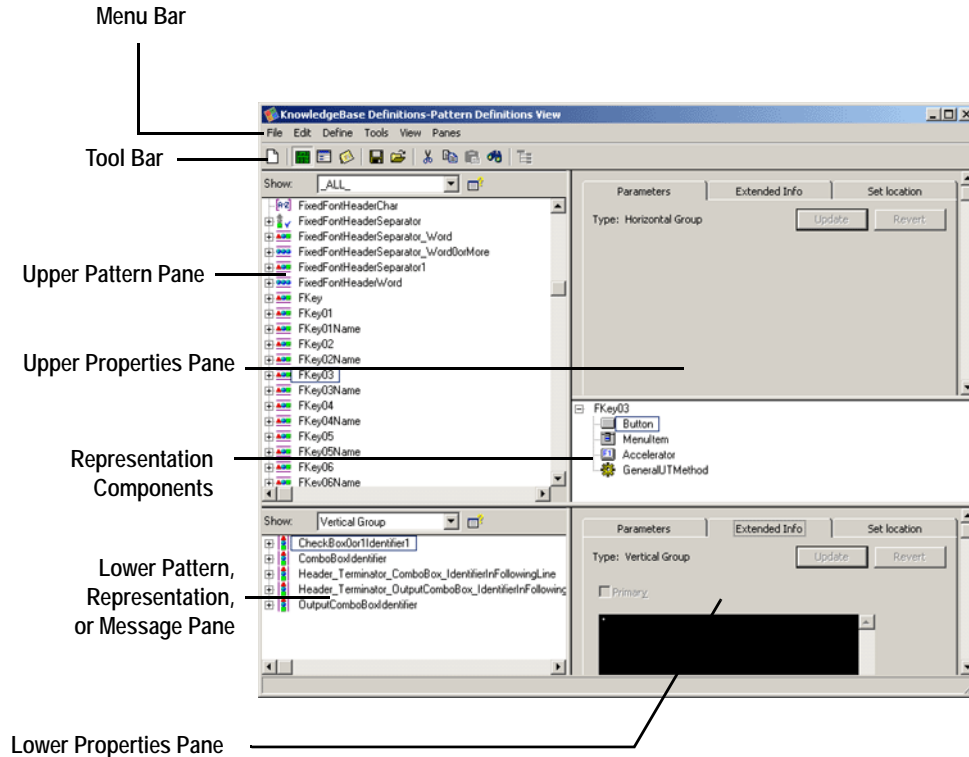 Menu Bar
KnowledgeBase Definitions-Pattern Definitions View
File Edit Define Tools View Panes
Tool Bar
Show: _ALL_
FixedFontHeaderChar
FixedFontHeaderSeparator
FixedFontHeaderSeparator_Word
FixedFontHeaderSeparator_Word0orMore
FixedFontHeaderSeparator1
FixedFontHeaderWord
FKey
FKey01
FKey01Name
FKey02
FKey02Name
FKey03
FKey03Name
FKey04
FKey04Name
FKey05
FKey05Name
FKey06
FKey06Name
Upper Pattern Pane
Parameters Extended Info Set location
Type: Horizontal Group Update Revert
Upper Properties Pane
FKey03
Button
MenuItem
Accelerator
GeneralUTMethod
Representation
Components
Show: Vertical Group
CheckBox0or1Identifier1
ComboBoxIdentifier
Header_Terminator_ComboBox_IdentifierInFollowingLine
Header_Terminator_OutputComboBox_IdentifierInFollowing
OutputComboBoxIdentifier
Lower Pattern,
Representation,
or Message Pane
Parameters Extended Info Set location
Type: Vertical Group Update Revert
Primary
Lower Properties Pane